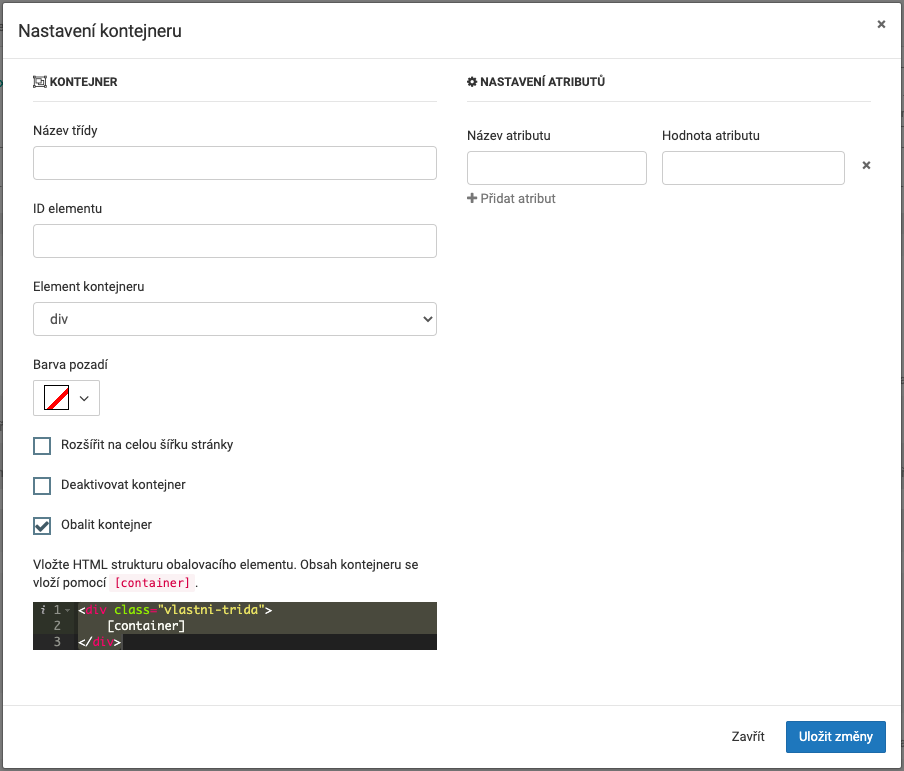 Nastavení kontejneru
×
KONTEJNER
Název třídy
ID elementu
Element kontejneru
div
Barva pozadí
Rozšířit na celou šířku stránky
Deaktivovat kontejner
Obalit kontejner
Vložte HTML strukturu obalovacího elementu. Obsah kontejneru se
vloží pomocí [container] .
i 1 <div class="vlastni-trida">
2 [container]
3 </div>
NASTAVENÍ ATRIBUTŮ
Název atributu Hodnota atributu
×
+ Přidat atribut
Zavřít Uložit změny